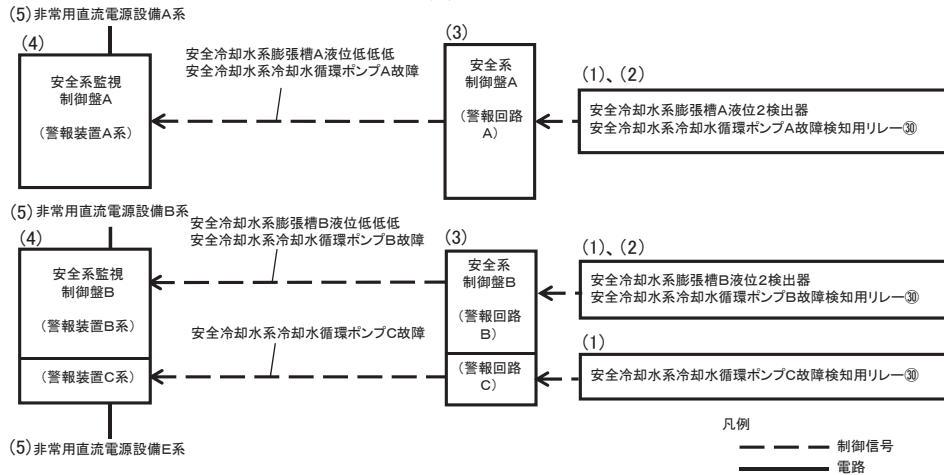 (5) 非常用直流電源設備A系
(4)
安全系監視
制御盤A
(警報装置A系)
安全冷却水系膨張槽A液位低低低
安全冷却水系冷却水循環ポンプA故障
(3)
安全系
制御盤A
(警報回路
A)
(1)、(2)
安全冷却水系膨張槽A液位2検出器
安全冷却水系冷却水循環ポンプA故障検知用リレー㉚
(5) 非常用直流電源設備B系
(4)
安全系監視
制御盤B
(警報装置B系)
安全冷却水系膨張槽B液位低低低
安全冷却水系冷却水循環ポンプB故障
(3)
安全系
制御盤B
(警報回路
B)
(1)、(2)
安全冷却水系膨張槽B液位2検出器
安全冷却水系冷却水循環ポンプB故障検知用リレー㉚
(警報装置C系)
安全冷却水系冷却水循環ポンプC故障
(警報回路
C)
(1)
安全冷却水系冷却水循環ポンプC故障検知用リレー㉚
(5) 非常用直流電源設備E系
凡例
制御信号
電路